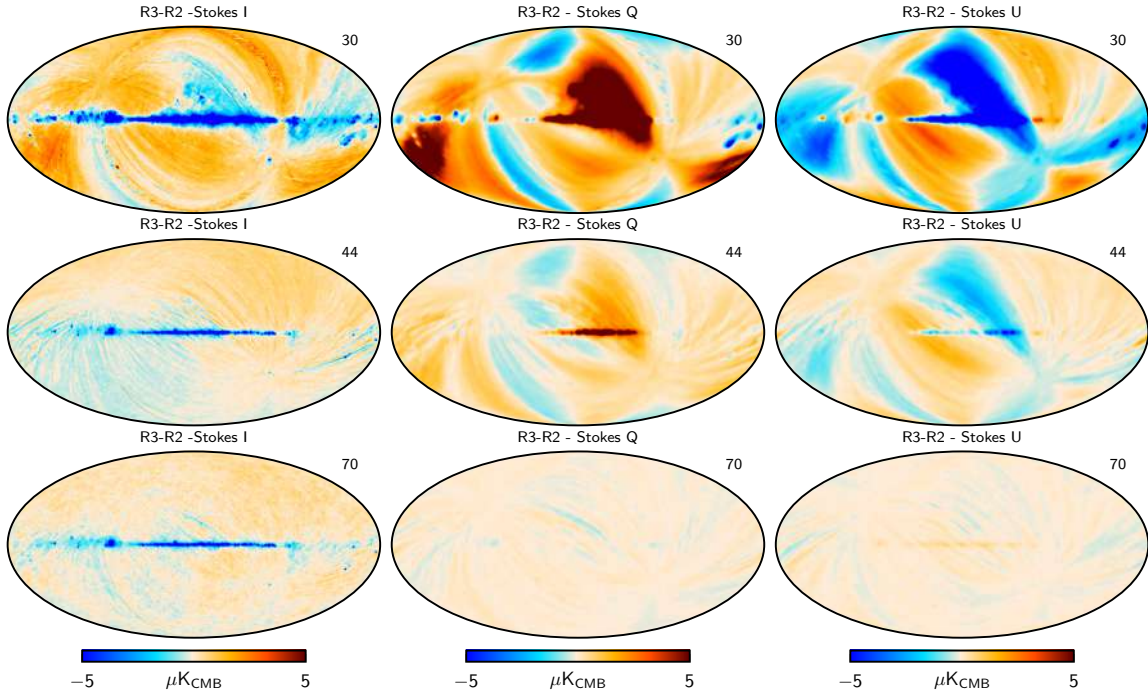 R3-R2 -Stokes I
30
R3-R2 - Stokes Q
30
R3-R2 - Stokes U
30
R3-R2 -Stokes I
44
R3-R2 - Stokes Q
44
R3-R2 - Stokes U
44
R3-R2 -Stokes I
70
R3-R2 - Stokes Q
70
R3-R2 - Stokes U
70
−5 μK_CMB 5
−5 μK_CMB 5
−5 μK_CMB 5